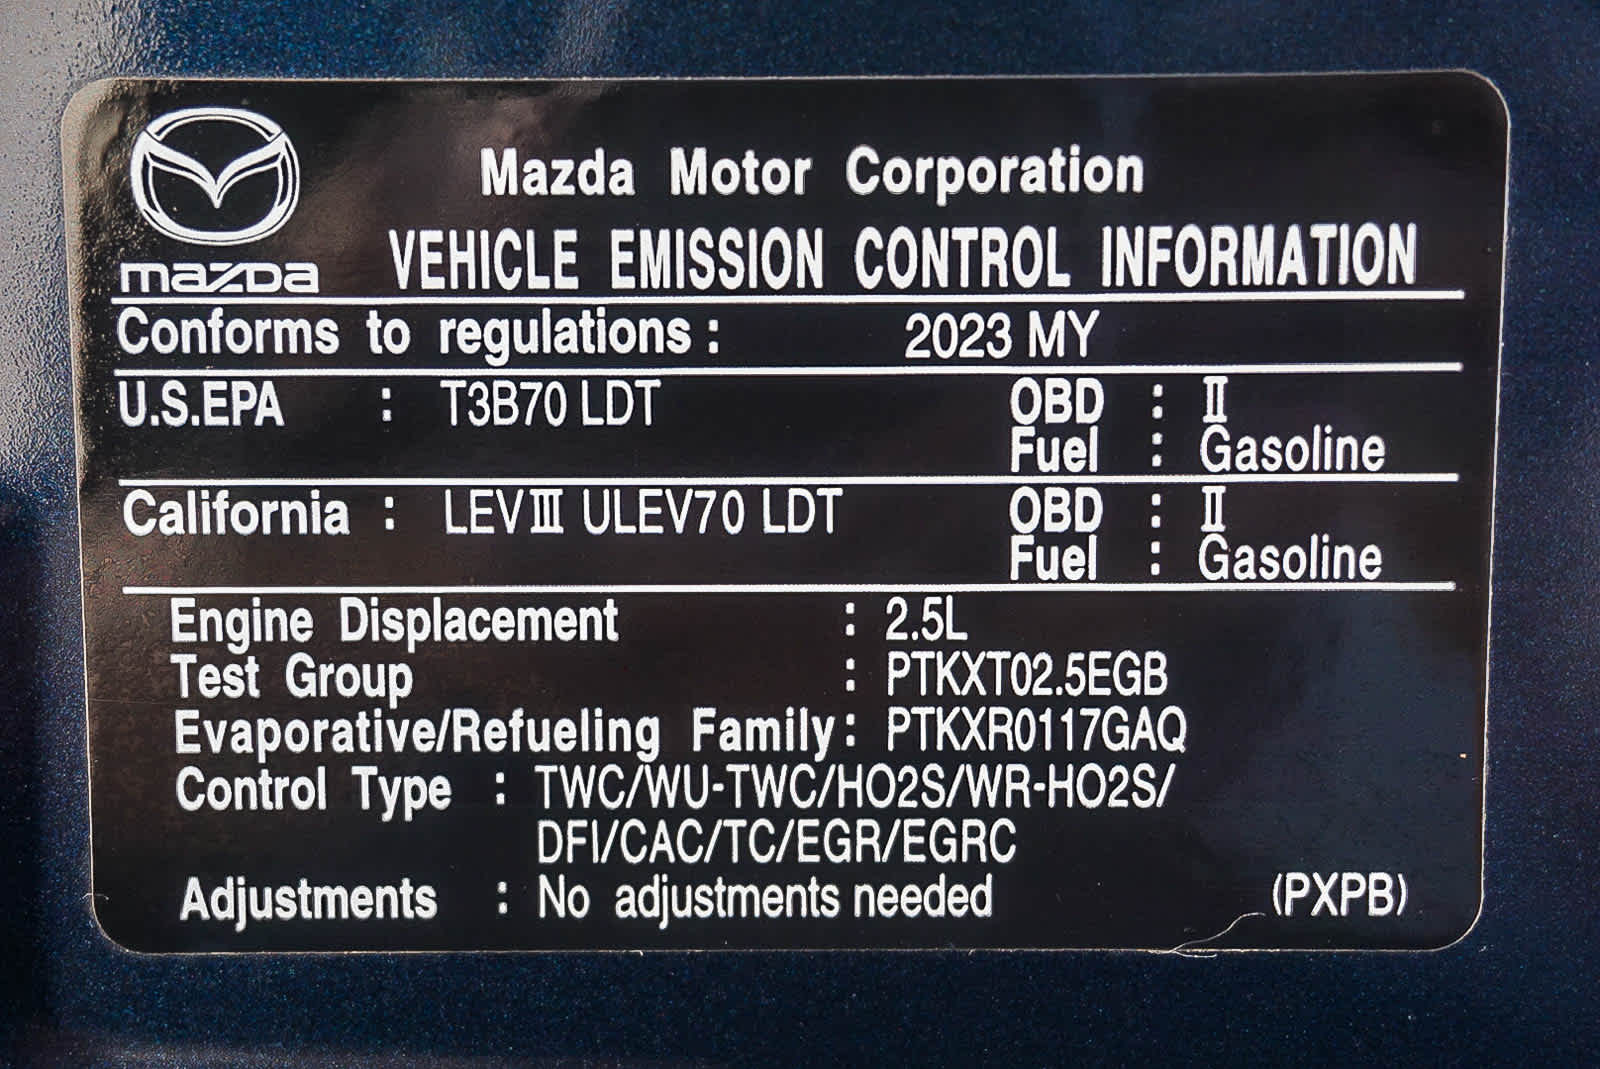 Mazda Motor Corporation
mazda VEHICLE EMISSION CONTROL INFORMATION
Conforms to regulations : 2023 MY
U.S.EPA : T3B70 LDT OBD : Ⅱ
Fuel : Gasoline
California : LEVⅢ ULEV70 LDT OBD : Ⅱ
Fuel : Gasoline
Engine Displacement : 2.5L
Test Group : PTKXT02.5EGB
Evaporative/Refueling Family : PTKXR0117GAQ
Control Type : TWC/WU-TWC/HO2S/WR-HO2S/
DFI/CAC/TC/EGR/EGRC
Adjustments : No adjustments needed (PXPB)